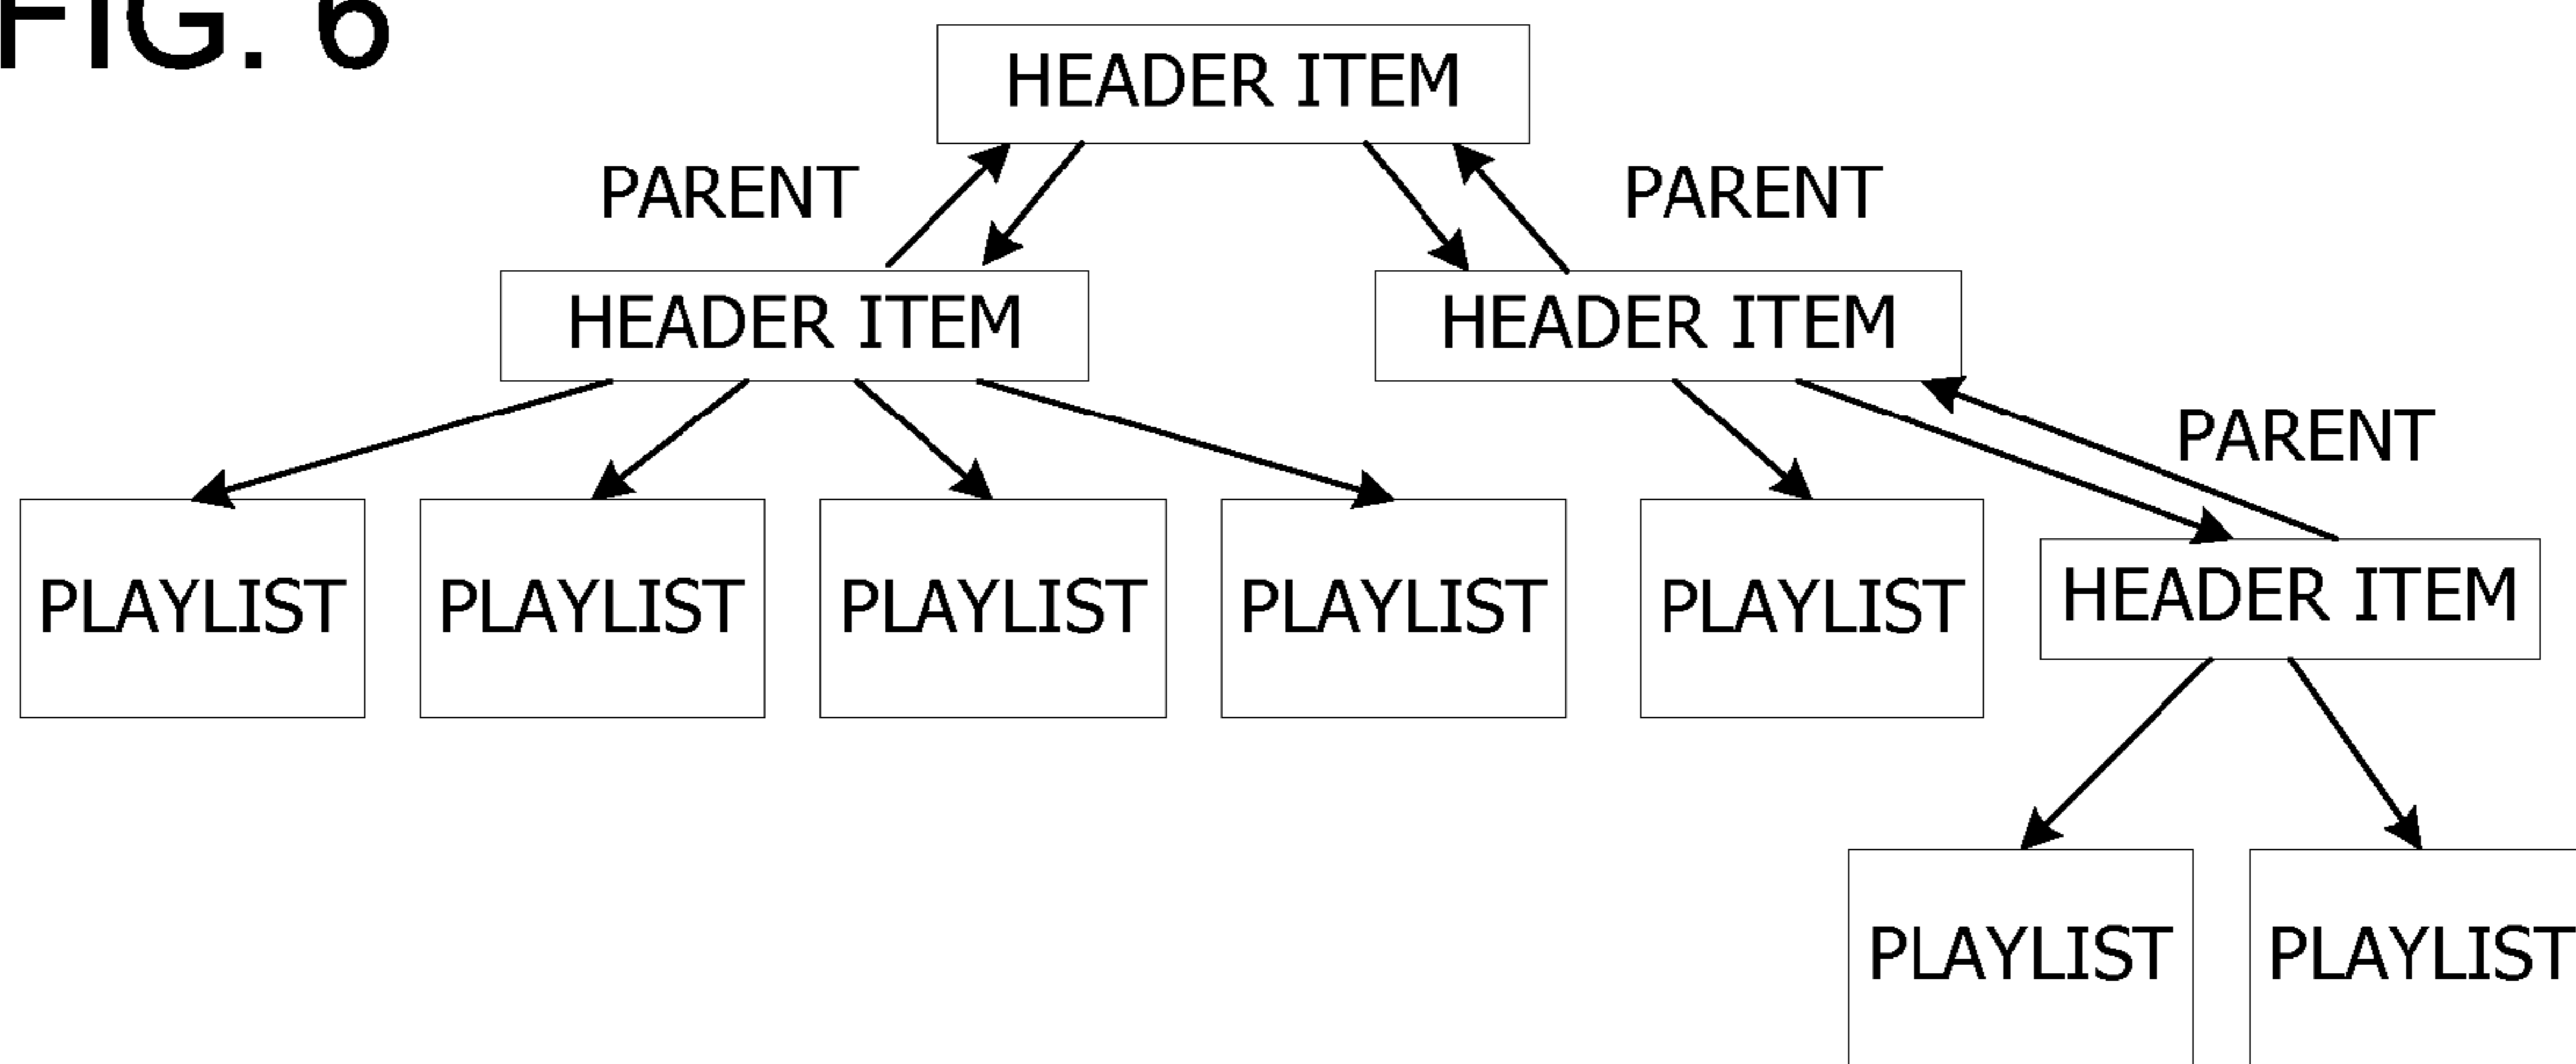 FIG. 6
HEADER ITEM
PARENT PARENT
HEADER ITEM HEADER ITEM
PARENT
PLAYLIST PLAYLIST PLAYLIST PLAYLIST PLAYLIST HEADER ITEM
PLAYLIST PLAYLIST